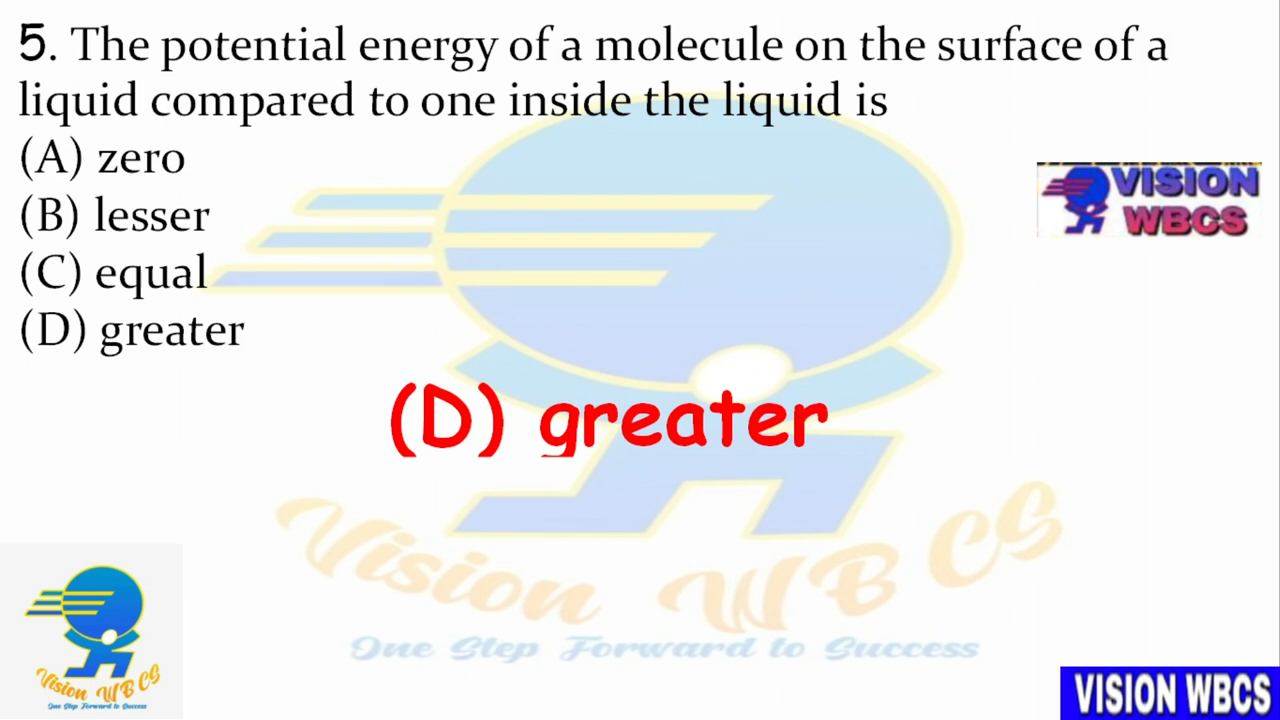 5. The potential energy of a molecule on the surface of a
liquid compared to one inside the liquid is
(A) zero
(B) lesser
(C) equal
(D) greater
VISION
WBCS
(D) greater
Vision WBCS
One Step Forward to Success
Vision WBCS
One Step Forward to Success
VISION WBCS